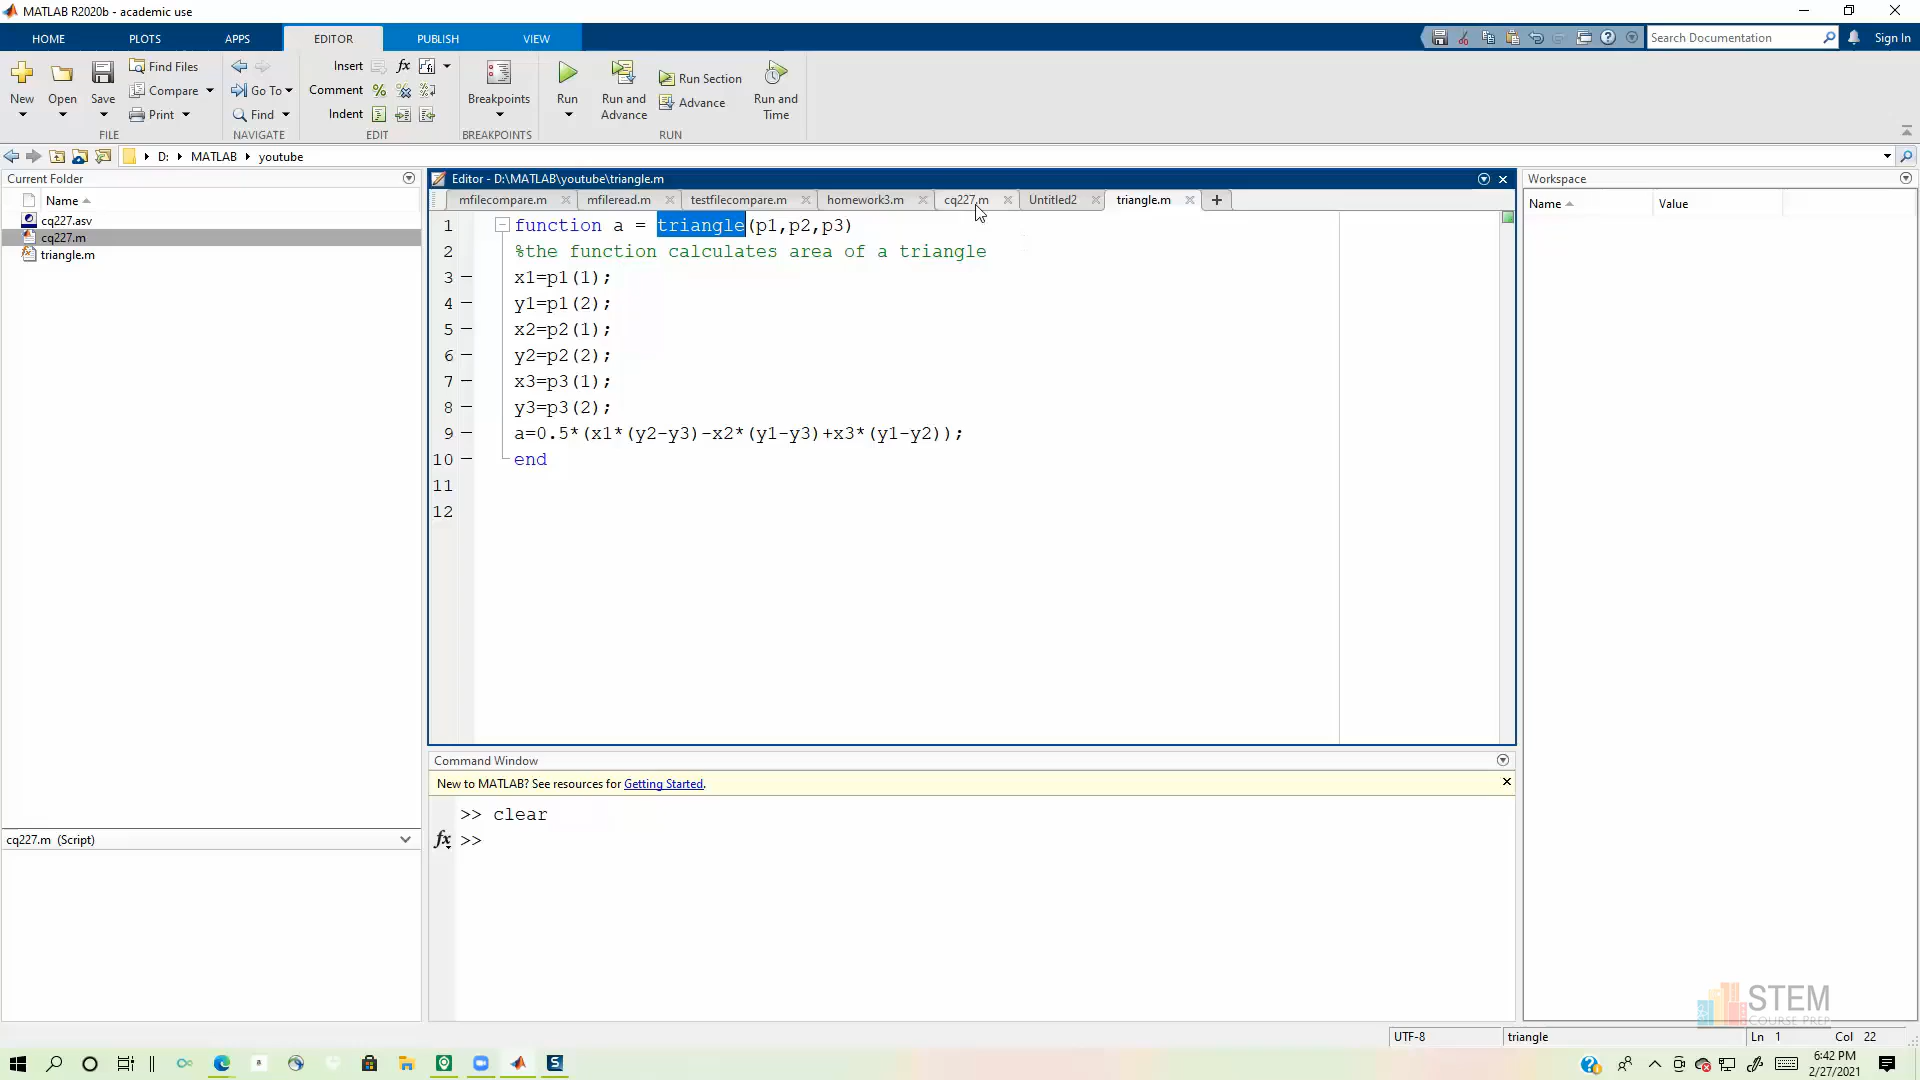 MATLAB R2020b - academic use
HOME PLOTS APPS EDITOR PUBLISH VIEW
Search Documentation
Sign In
New
Open
Save
Find Files
Compare
Print
FILE
Go To
Find
NAVIGATE
Insert
fx
Comment
%
Indent
EDIT
Breakpoints
BREAKPOINTS
Run
Run and Advance
Run Section
Advance
Run and Time
RUN
D: MATLAB youtube
Current Folder
Name
cq227.asv
cq227.m
triangle.m
cq227.m (Script)
Editor - D:\MATLAB\youtube\triangle.m
mfilecompare.m mfileread.m testfilecompare.m homework3.m cq227.m Untitled2 triangle.m +
1 function a = triangle(p1,p2,p3)
2 %the function calculates area of a triangle
3 x1=p1(1);
4 y1=p1(2);
5 x2=p2(1);
6 y2=p2(2);
7 x3=p3(1);
8 y3=p3(2);
9 a=0.5*(x1*(y2-y3)-x2*(y1-y3)+x3*(y1-y2));
10 end
11
12
Command Window
New to MATLAB? See resources for Getting Started.
>> clear
fx >>
Workspace
Name Value
STEM
COURSE PREP
UTF-8 triangle Ln 1 Col 22
6:42 PM
2/27/2021